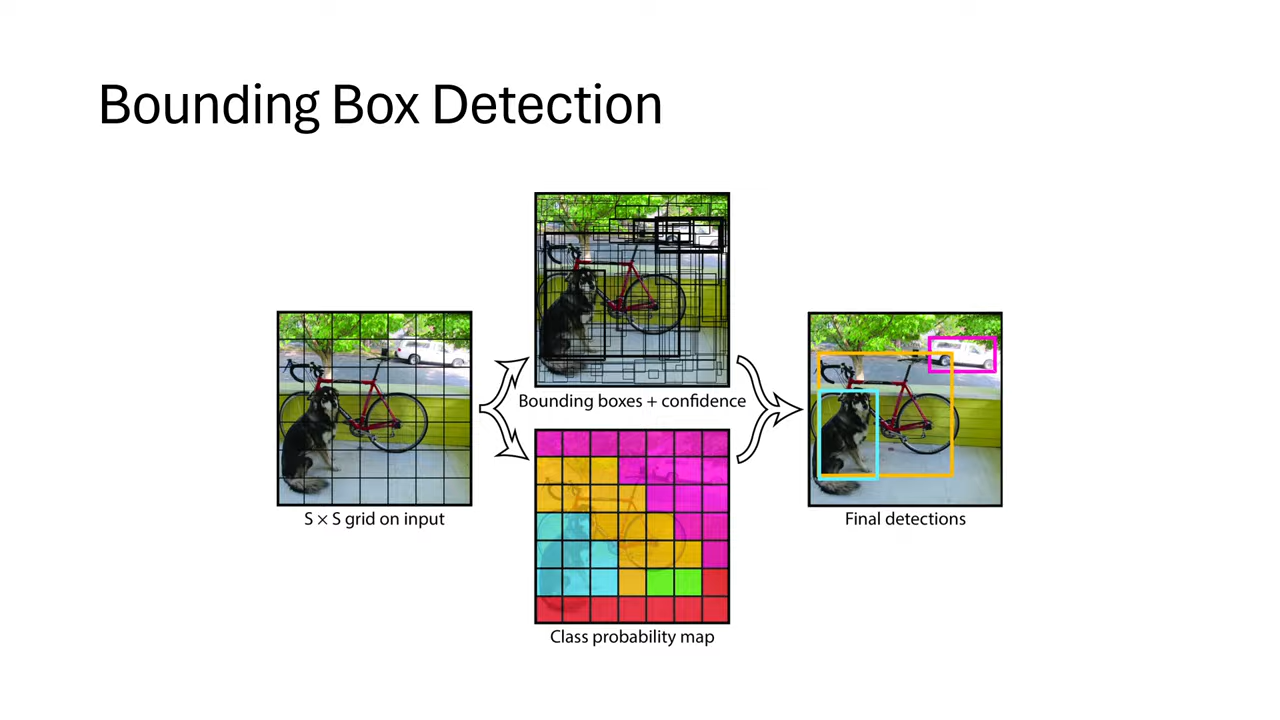 Bounding Box Detection
S × S grid on input
Bounding boxes + confidence
Class probability map
Final detections